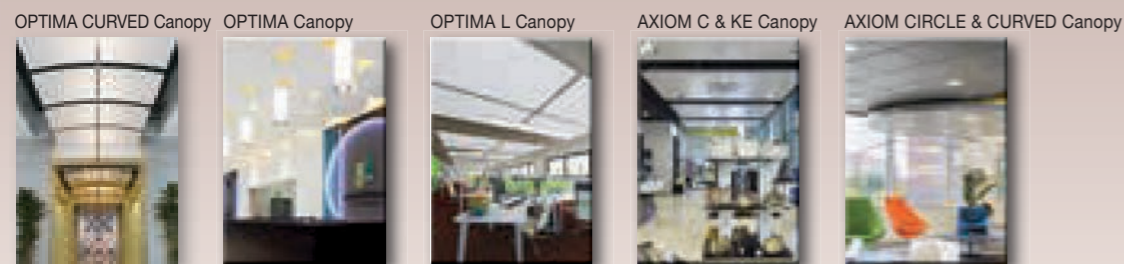 OPTIMA CURVED Canopy
OPTIMA Canopy
OPTIMA L Canopy
AXIOM C & KE Canopy
AXIOM CIRCLE & CURVED Canopy